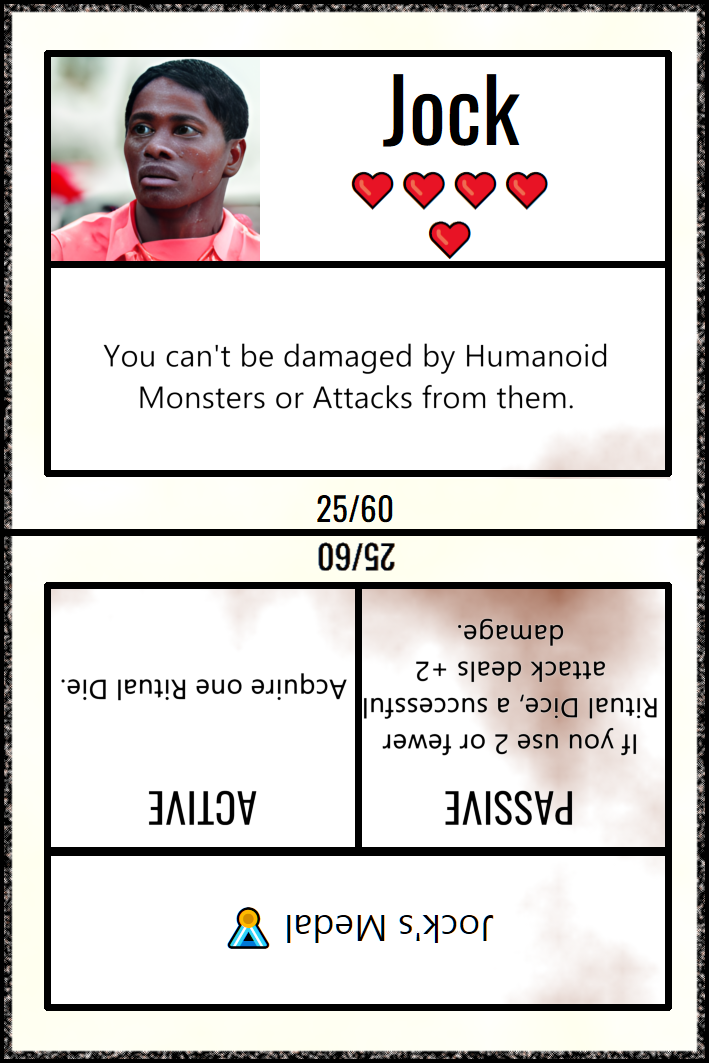 Jock
You can't be damaged by Humanoid
Monsters or Attacks from them.
25/60
25/60
Jock's Medal
PASSIVE
If you use 2 or fewer
Ritual Dice, a successful
attack deals +2
damage.
ACTIVE
Acquire one Ritual Die.